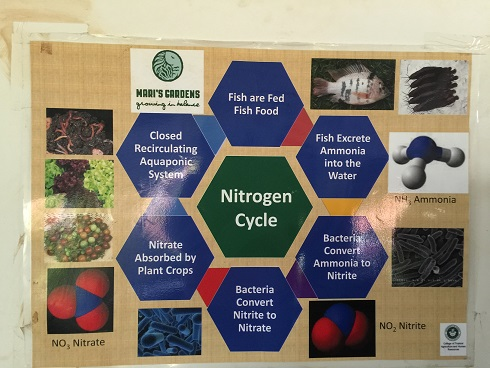 MARI'S GARDENS
growing in balance
Fish are Fed
Fish Food
Fish Excrete
Ammonia
into the
Water
NH3 Ammonia
Bacteria
Convert
Ammonia to
Nitrite
NO2 Nitrite
Bacteria
Convert
Nitrite to
Nitrate
Nitrate
Absorbed by
Plant Crops
NO3 Nitrate
Closed
Recirculating
Aquaponic
System
Nitrogen
Cycle